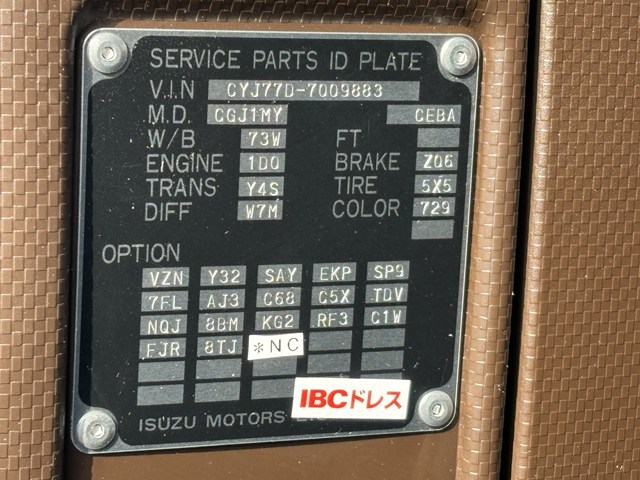 SERVICE PARTS ID PLATE
V.I.N CYJ77D-7009883
M.D. CGJ1MY CEBA
W/B 73W FT
ENGINE 1D0 BRAKE Z06
TRANS Y4S TIRE 5X5
DIFF W7M COLOR 729
OPTION
VZN Y32 SAY EKP SP9
7FL AJ3 C68 C5X TDV
NQJ 8BM KG2 RF3 C1W
FJR 8TJ *NC
IBCドレス
ISUZU MOTORS